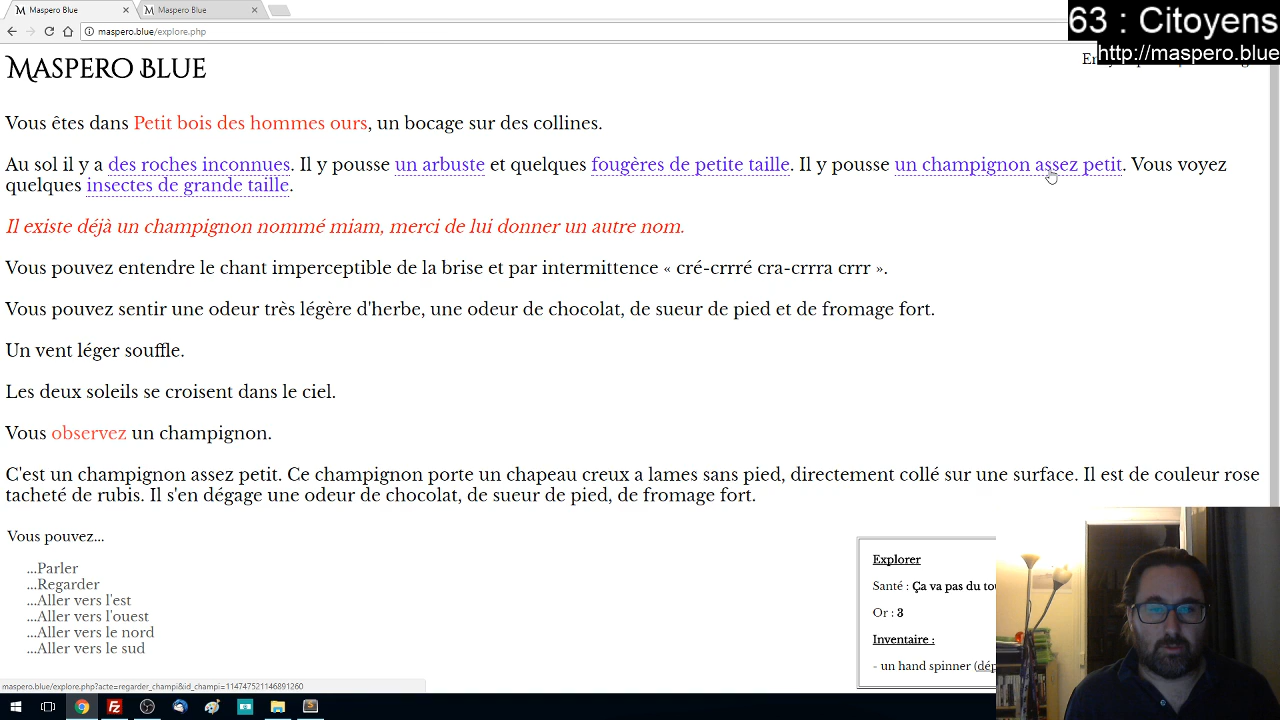 Maspero Blue
Maspero Blue
maspero.blue/explore.php
63 : Citoyens
http://maspero.blue
MASPERO BLUE
Vous êtes dans Petit bois des hommes ours, un bocage sur des collines.
Au sol il y a des roches inconnues. Il y pousse un arbuste et quelques fougères de petite taille. Il y pousse un champignon assez petit. Vous voyez
quelques insectes de grande taille.
Il existe déjà un champignon nommé miam, merci de lui donner un autre nom.
Vous pouvez entendre le chant imperceptible de la brise et par intermittence « cré-crrré cra-crrra crrr ».
Vous pouvez sentir une odeur très légère d'herbe, une odeur de chocolat, de sueur de pied et de fromage fort.
Un vent léger souffle.
Les deux soleils se croisent dans le ciel.
Vous observez un champignon.
C'est un champignon assez petit. Ce champignon porte un chapeau creux a lames sans pied, directement collé sur une surface. Il est de couleur rose
tacheté de rubis. Il s'en dégage une odeur de chocolat, de sueur de pied, de fromage fort.
Vous pouvez...
...Parler
...Regarder
...Aller vers l'est
...Aller vers l'ouest
...Aller vers le nord
...Aller vers le sud
Explorer
Santé : Ça va pas du
Or : 3
Inventaire :
- un hand spinner
maspero.blue/explore.php?acte=regarder_champi&id_champi=1147475211468912​60